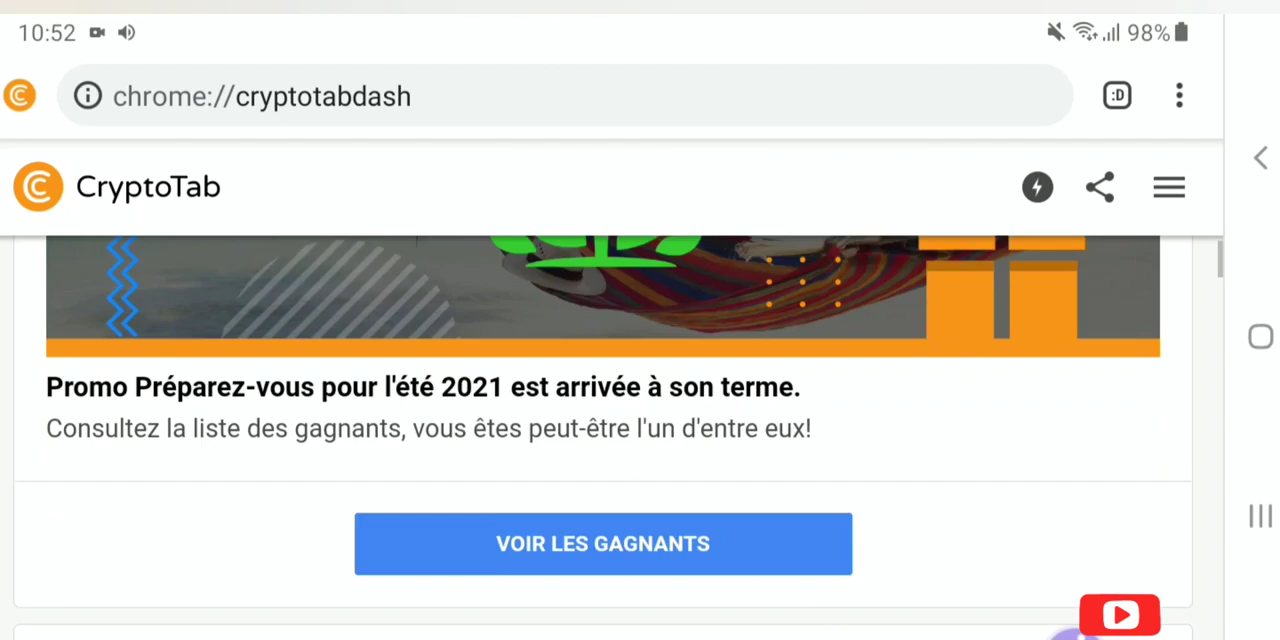 10:52
98%
chrome://cryptotabdash
:D
CryptoTab
Promo Préparez-vous pour l'été 2021 est arrivée à son terme.
Consultez la liste des gagnants, vous êtes peut-être l'un d'entre eux!
VOIR LES GAGNANTS